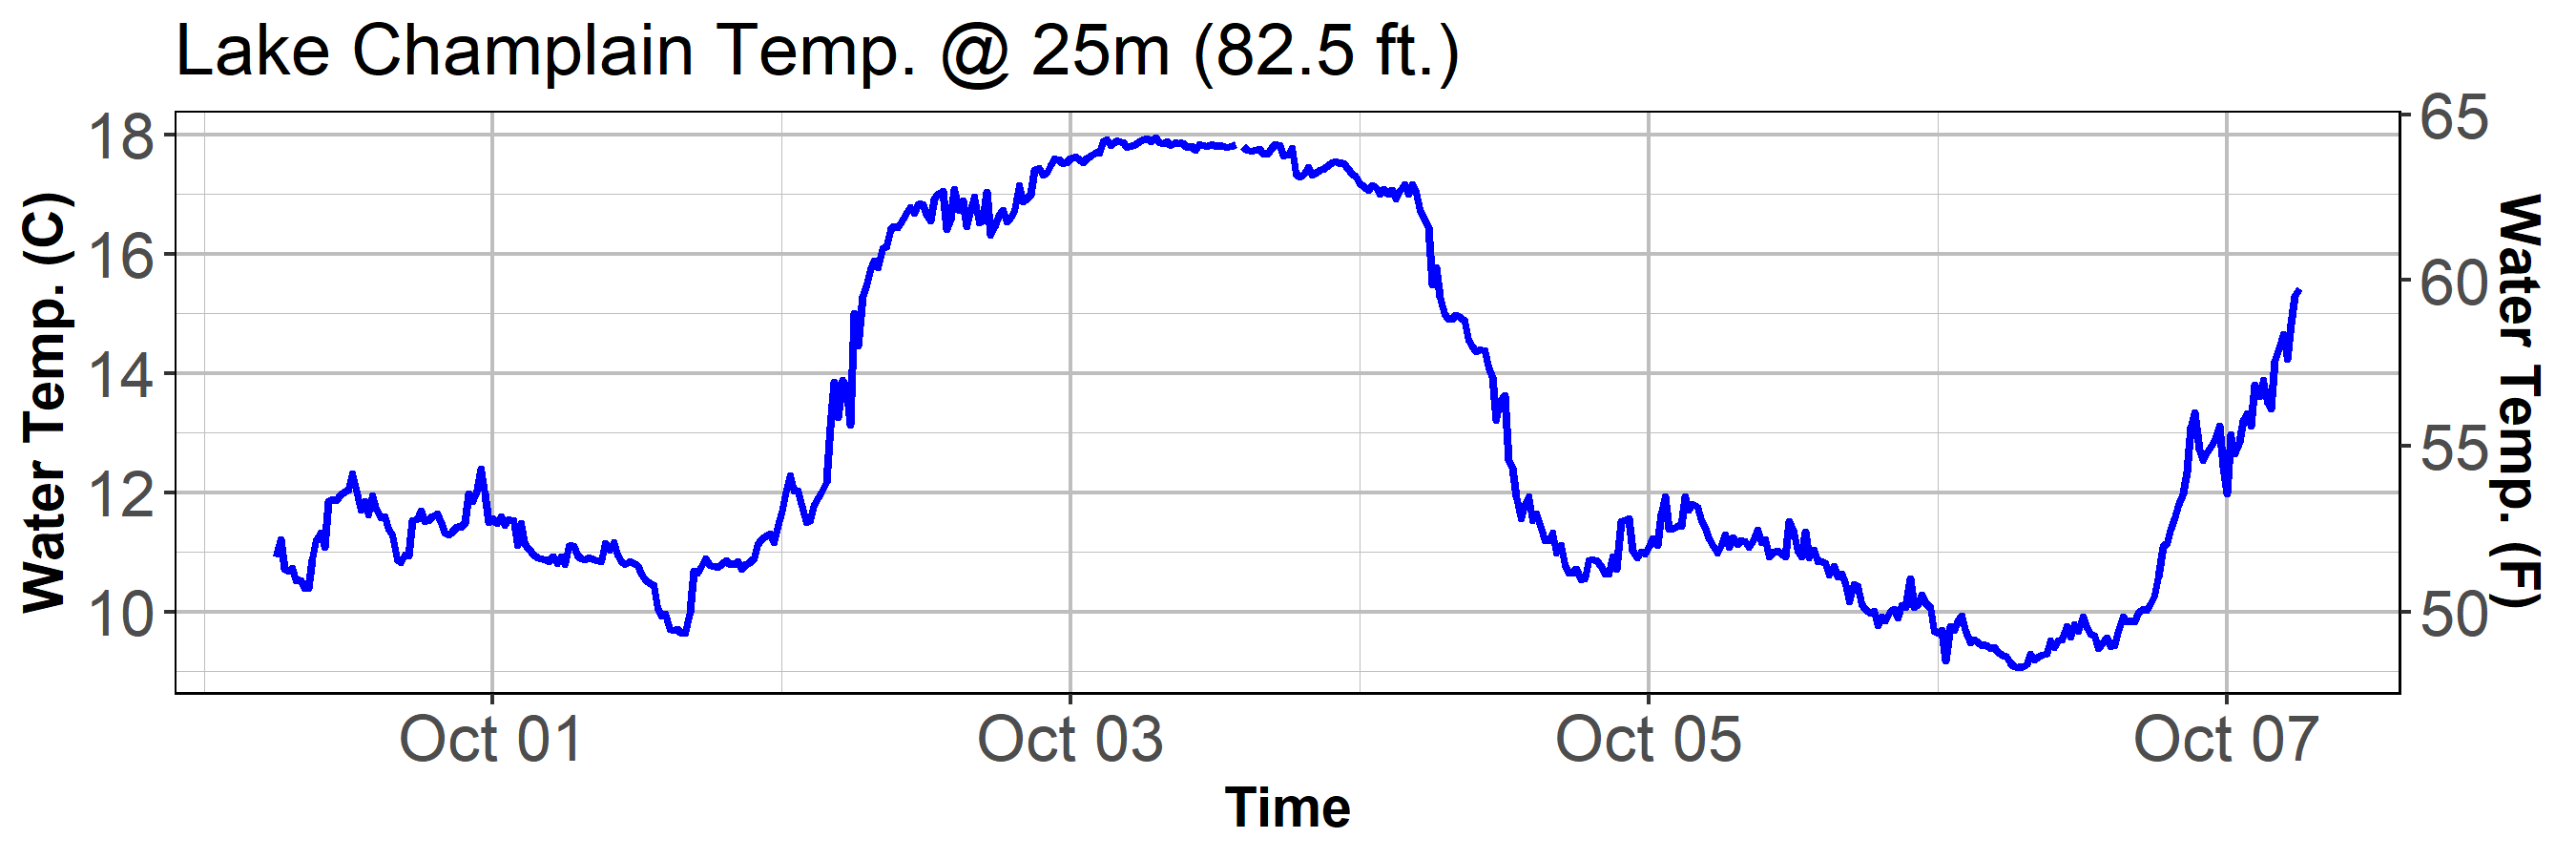 Lake Champlain Temp. @ 25m (82.5 ft.)
Water Temp. (C)
18
16
14
12
10
65
60
55
50
Water Temp. (F)
Oct 01 Oct 03 Oct 05 Oct 07
Time